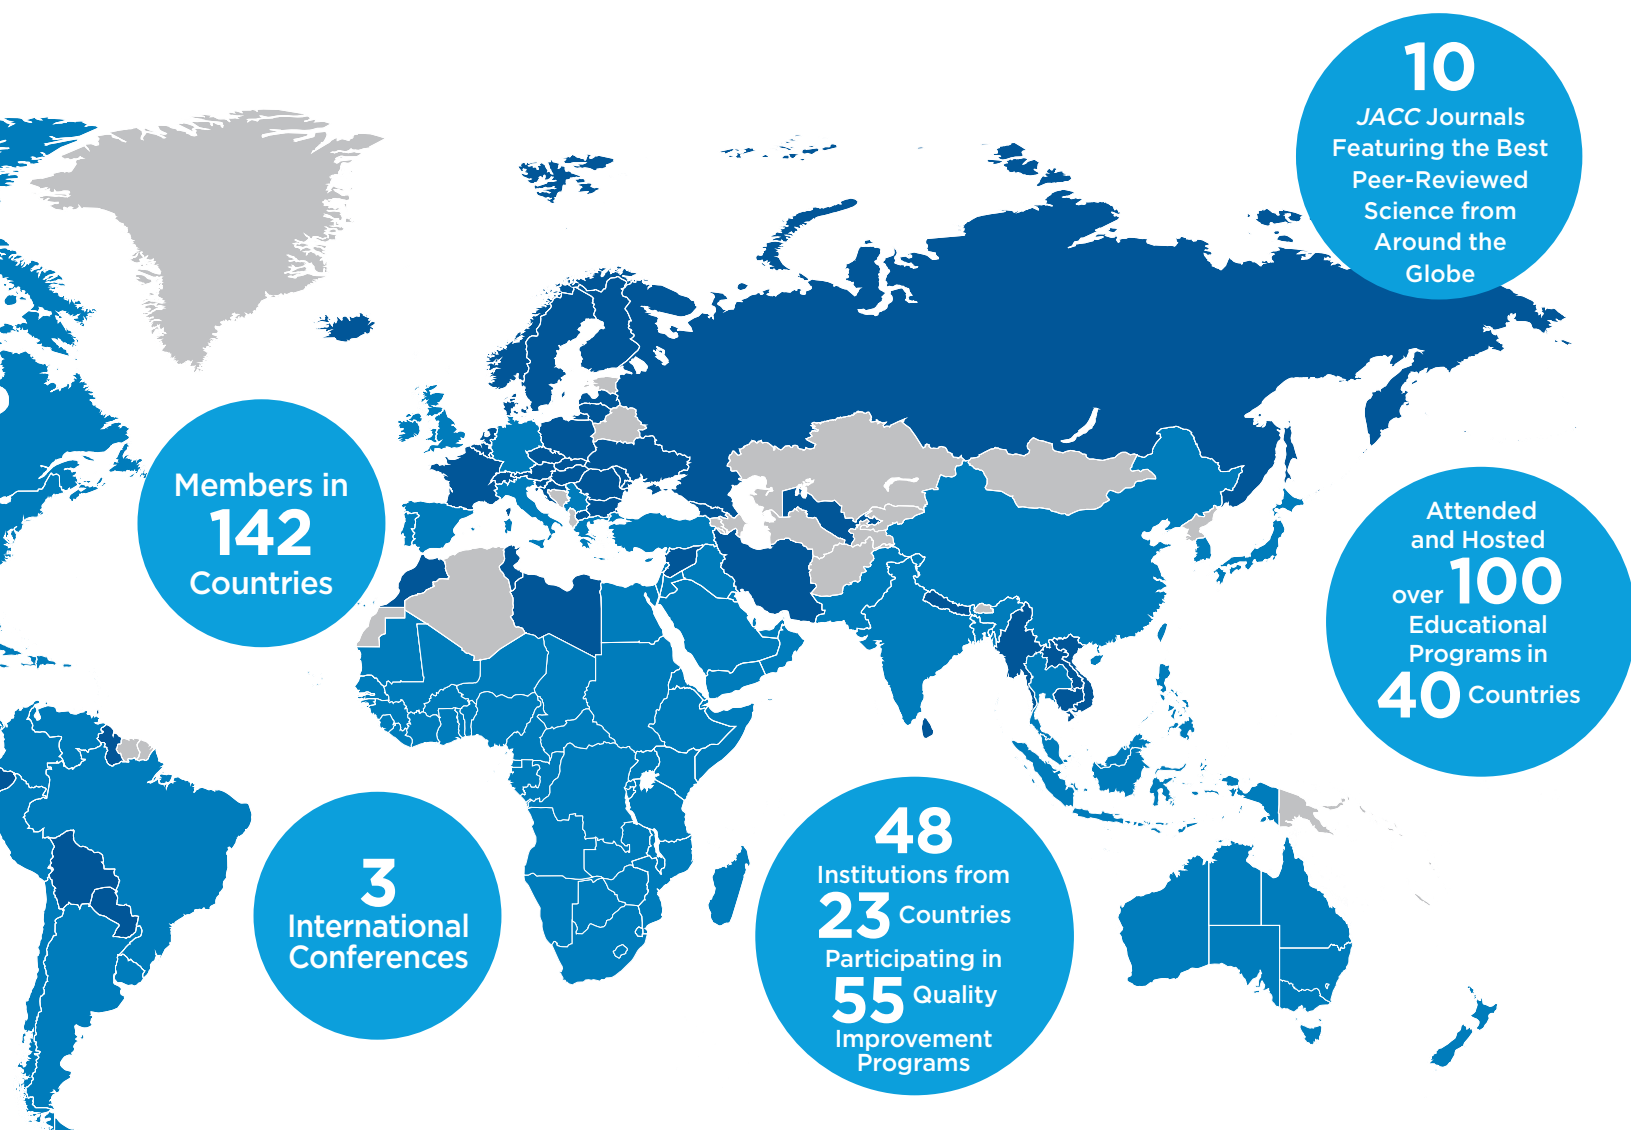 10
JACC Journals
Featuring the Best
Peer-Reviewed
Science from
Around the
Globe
Members in
142
Countries
Attended
and Hosted
over 100
Educational
Programs in
40 Countries
3
International
Conferences
48
Institutions from
23 Countries
Participating in
55 Quality
Improvement
Programs